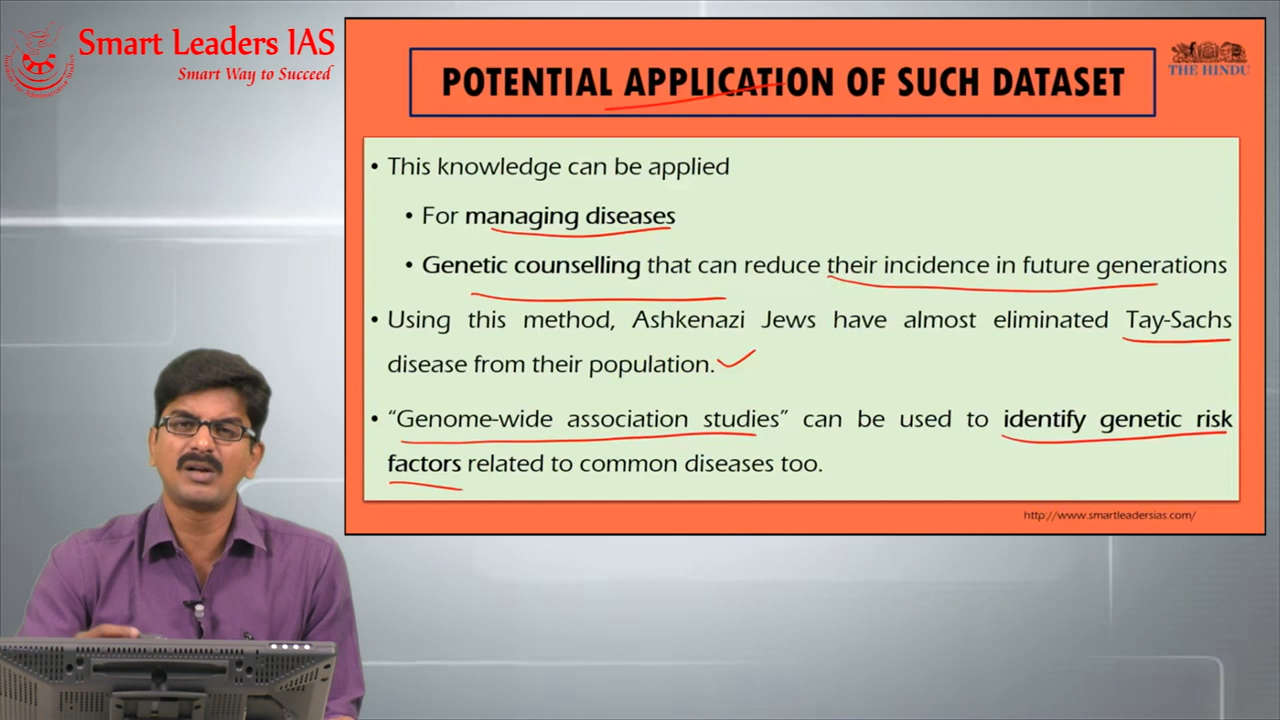 Smart Leaders IAS
Smart Way to Succeed
POTENTIAL APPLICATION OF SUCH DATASET
THE HINDU
• This knowledge can be applied
• For managing diseases
• Genetic counselling that can reduce their incidence in future generations
• Using this method, Ashkenazi Jews have almost eliminated Tay-Sachs
disease from their population.
• “Genome-wide association studies” can be used to identify genetic risk
factors related to common diseases too.
http://www.smartleadersias.com/